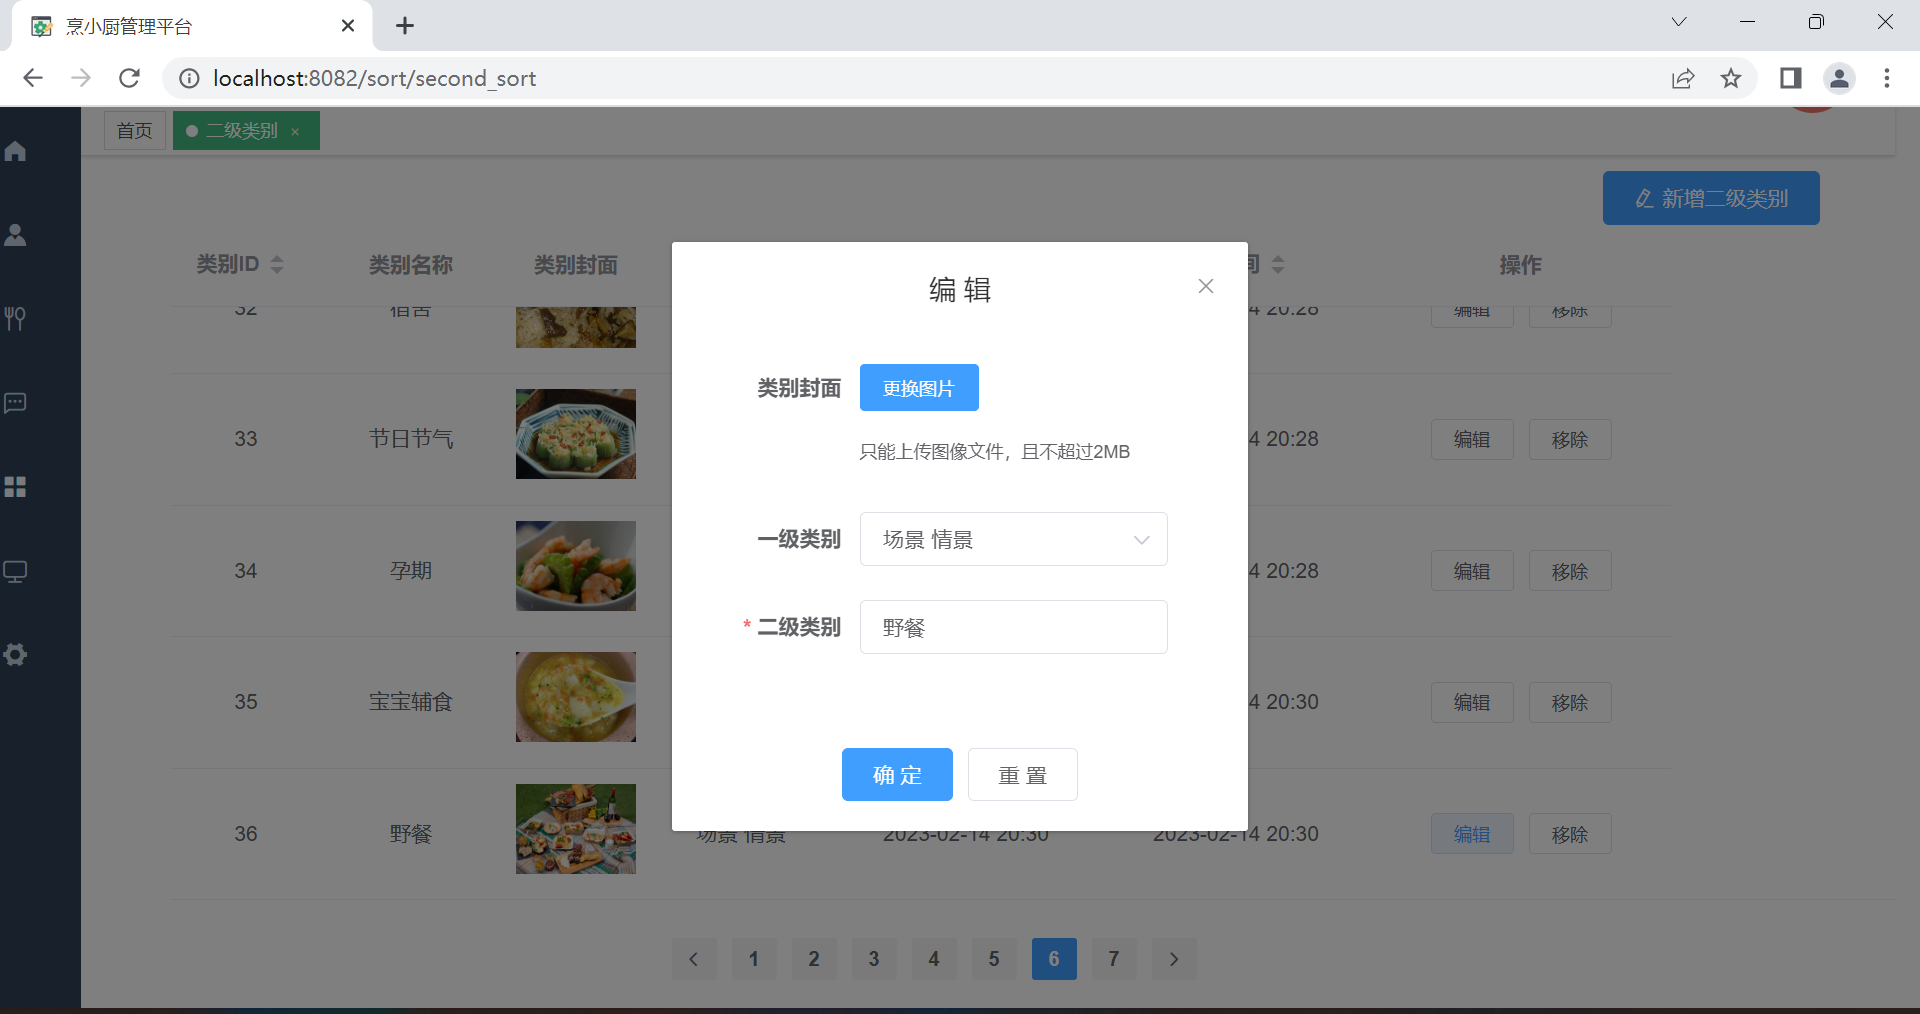 烹小厨管理平台
localhost:8082/sort/second_sort
首页
二级类别
新增二级类别
类别ID
类别名称
类别封面
间
操作
编 辑
32
宿舍
4 20:28
编辑
移除
类别封面
更换图片
33
节日节气
4 20:28
编辑
移除
只能上传图像文件，且不超过2MB
一级类别
场景 情景
34
孕期
4 20:28
编辑
移除
* 二级类别
野餐
35
宝宝辅食
4 20:30
编辑
移除
确 定
重 置
36
野餐
场景 情景
2023-02-14 20:30
2023-02-14 20:30
编辑
移除
1
2
3
4
5
6
7